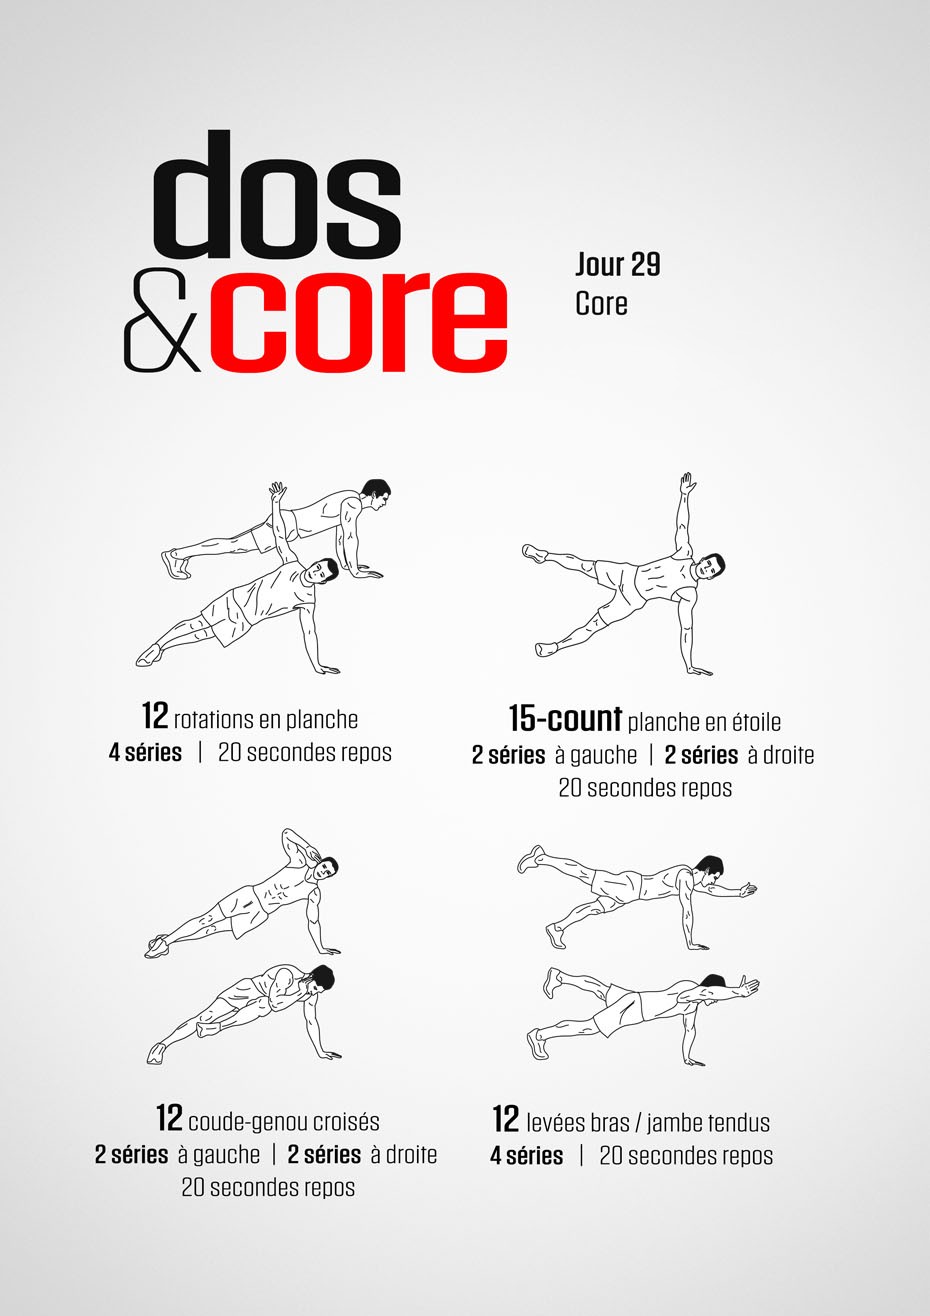 dos
&core
Jour 29
Core
12 rotations en planche
4 séries | 20 secondes repos
15-count planche en étoile
2 séries à gauche | 2 séries à droite
20 secondes repos
12 coude-genou croisés
2 séries à gauche | 2 séries à droite
20 secondes repos
12 levées bras / jambe tendus
4 séries | 20 secondes repos